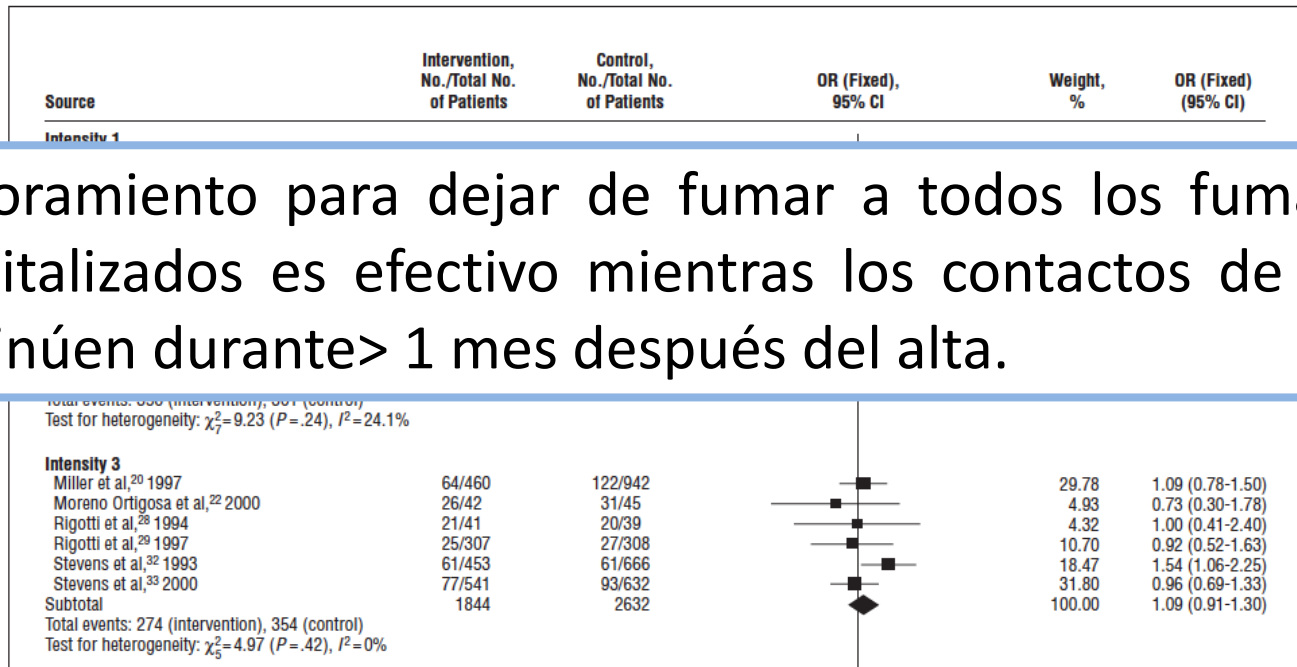 Source Intervention, No./Total No. of Patients Control, No./Total No. of Patients OR (Fixed), 95% CI Weight, % OR (Fixed) (95% CI)
Intensity 1
oramiento para dejar de fumar a todos los fuma
italizados es efectivo mientras los contactos de
núen durante> 1 mes después del alta.
Test for heterogeneity: χ²₇=9.23 (P=.24), I²=24.1%
Intensity 3
Miller et al,²⁰ 1997 64/460 122/942 29.78 1.09 (0.78-1.50)
Moreno Ortigosa et al,²² 2000 26/42 31/45 4.93 0.73 (0.30-1.78)
Rigotti et al,²⁸ 1994 21/41 20/39 4.32 1.00 (0.41-2.40)
Rigotti et al,²⁹ 1997 25/307 27/308 10.70 0.92 (0.52-1.63)
Stevens et al,³² 1993 61/453 61/666 18.47 1.54 (1.06-2.25)
Stevens et al,³³ 2000 77/541 93/632 31.80 0.96 (0.69-1.33)
Subtotal 1844 2632 100.00 1.09 (0.91-1.30)
Total events: 274 (intervention), 354 (control)
Test for heterogeneity: χ²₅=4.97 (P=.42), I²=0%